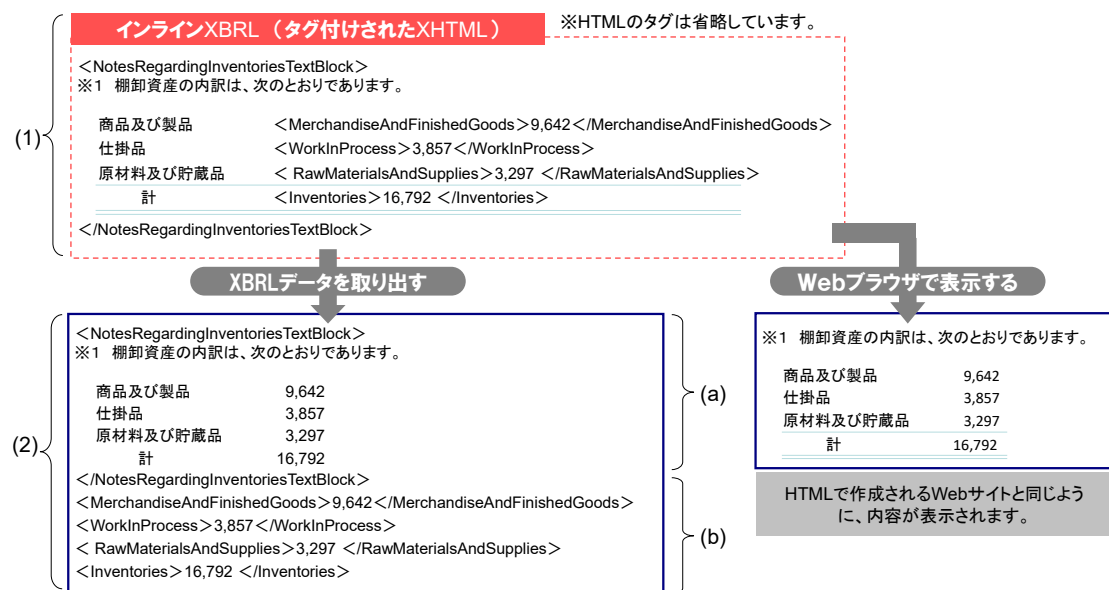 インラインXBRL （タグ付けされたXHTML）
※HTMLのタグは省略しています。
(1)
＜NotesRegardingInventoriesTextBlock＞
※1 棚卸資産の内訳は、次のとおりであります。
商品及び製品 ＜MerchandiseAndFinishedGoods＞9,642＜/MerchandiseAndFinishedGoods＞
仕掛品 ＜WorkInProcess＞3,857＜/WorkInProcess＞
原材料及び貯蔵品 ＜ RawMaterialsAndSupplies＞3,297 ＜/RawMaterialsAndSupplies＞
計 ＜Inventories＞16,792 ＜/Inventories＞
＜/NotesRegardingInventoriesTextBlock＞
XBRLデータを取り出す
Webブラウザで表示する
(2)
＜NotesRegardingInventoriesTextBlock＞
※1 棚卸資産の内訳は、次のとおりであります。
商品及び製品 9,642
仕掛品 3,857
原材料及び貯蔵品 3,297
計 16,792
＜/NotesRegardingInventoriesTextBlock＞
(a)
＜MerchandiseAndFinishedGoods＞9,642＜/MerchandiseAndFinishedGoods＞
＜WorkInProcess＞3,857＜/WorkInProcess＞
＜ RawMaterialsAndSupplies＞3,297 ＜/RawMaterialsAndSupplies＞
＜Inventories＞16,792 ＜/Inventories＞
(b)
※1 棚卸資産の内訳は、次のとおりであります。
商品及び製品 9,642
仕掛品 3,857
原材料及び貯蔵品 3,297
計 16,792
HTMLで作成されるWebサイトと同じよう
に、内容が表示されます。